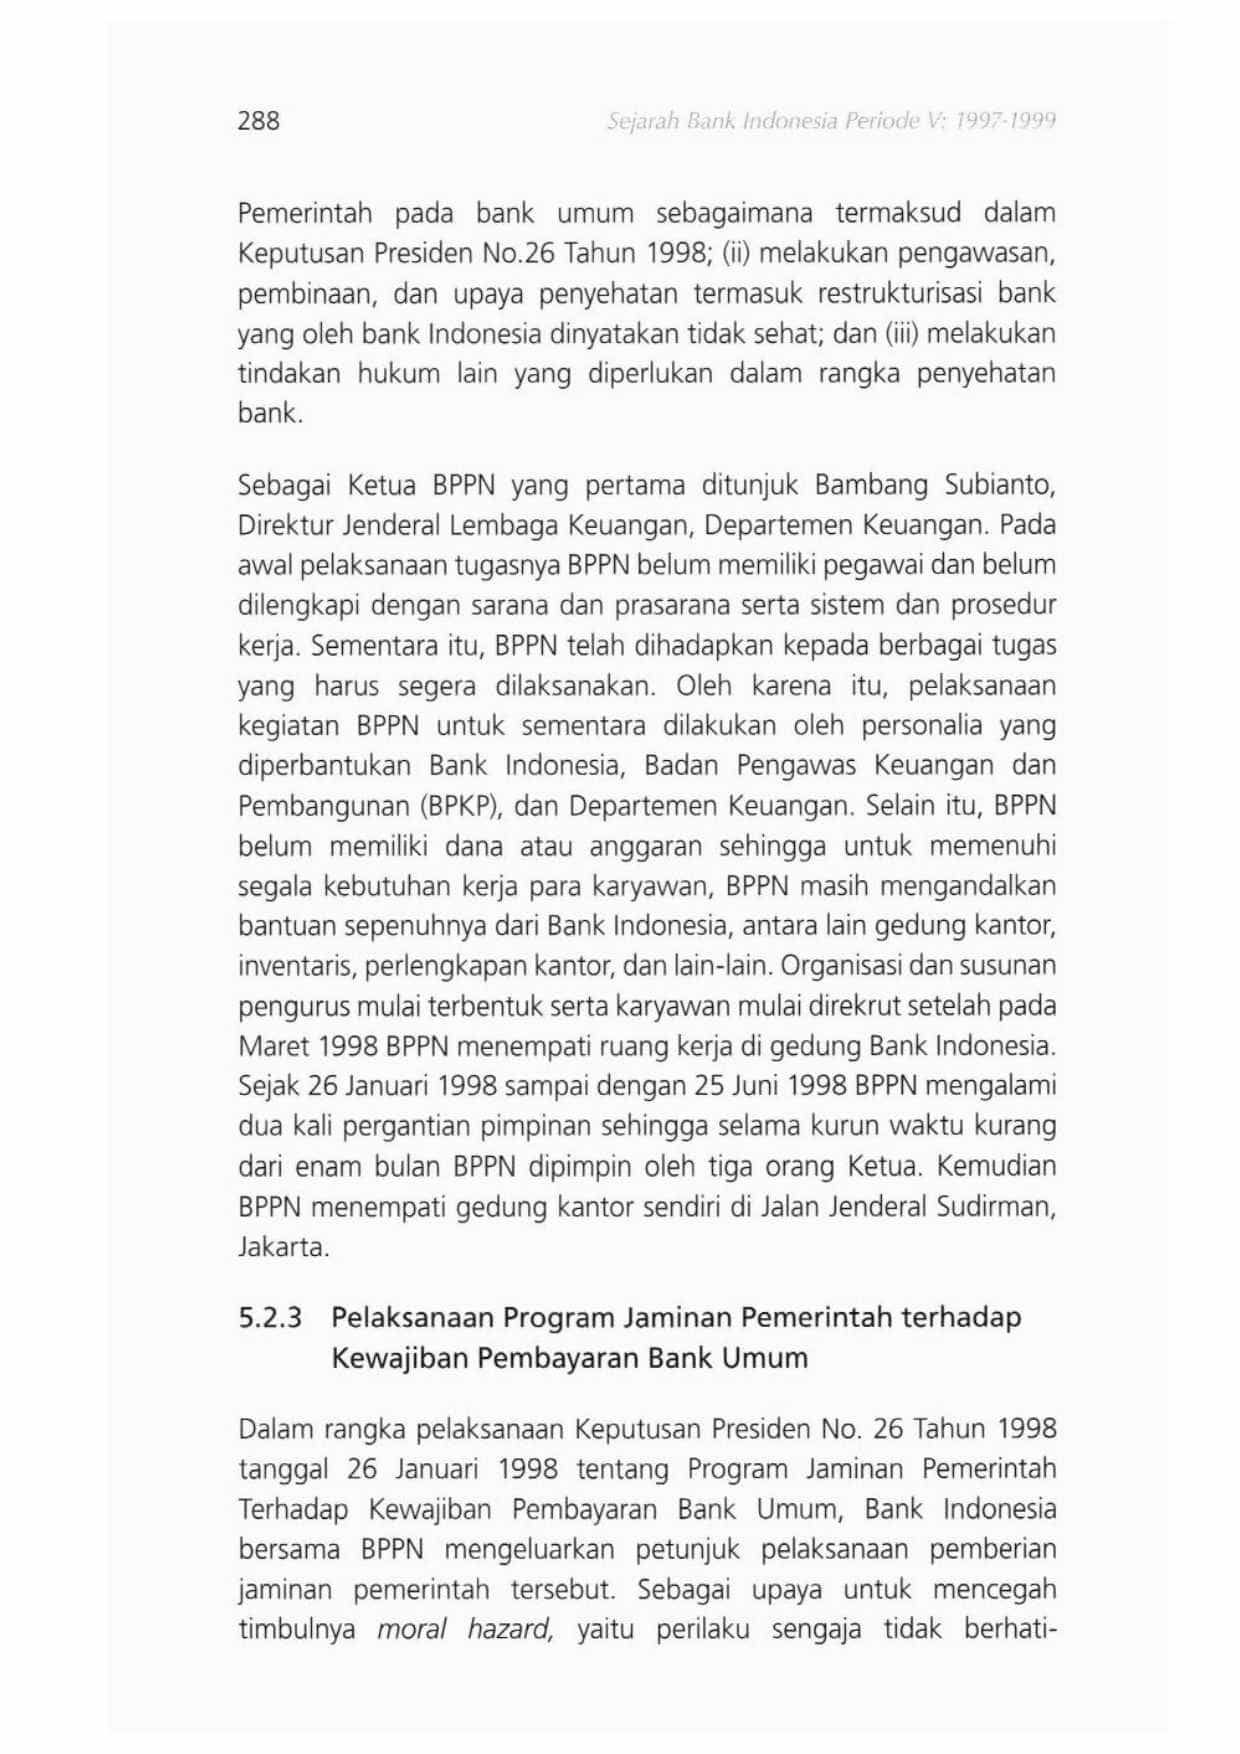 288
Sejarah Bank Indonesia Periode V: 1997-1999
Pemerintah pada bank umum sebagaimana termaksud dalam
Keputusan Presiden No.26 Tahun 1998; (ii) melakukan pengawasan,
pembinaan, dan upaya penyehatan termasuk restrukturisasi bank
yang oleh bank Indonesia dinyatakan tidak sehat; dan (iii) melakukan
tindakan hukum lain yang diperlukan dalam rangka penyehatan
bank.
Sebagai Ketua BPPN yang pertama ditunjuk Bambang Subianto,
Direktur Jenderal Lembaga Keuangan, Departemen Keuangan. Pada
awal pelaksanaan tugasnya BPPN belum memiliki pegawai dan belum
dilengkapi dengan sarana dan prasarana serta sistem dan prosedur
kerja. Sementara itu, BPPN telah dihadapkan kepada berbagai tugas
yang harus segera dilaksanakan. Oleh karena itu, pelaksanaan
kegiatan BPPN untuk sementara dilakukan oleh personalia yang
diperbantukan Bank Indonesia, Badan Pengawas Keuangan dan
Pembangunan (BPKP), dan Departemen Keuangan. Selain itu, BPPN
belum memiliki dana atau anggaran sehingga untuk memenuhi
segala kebutuhan kerja para karyawan, BPPN masih mengandalkan
bantuan sepenuhnya dari Bank Indonesia, antara lain gedung kantor,
inventaris, perlengkapan kantor, dan lain-lain. Organisasi dan susunan
pengurus mulai terbentuk serta karyawan mulai direkrut setelah pada
Maret 1998 BPPN menempati ruang kerja di gedung Bank Indonesia.
Sejak 26 Januari 1998 sampai dengan 25 Juni 1998 BPPN mengalami
dua kali pergantian pimpinan sehingga selama kurun waktu kurang
dari enam bulan BPPN dipimpin oleh tiga orang Ketua. Kemudian
BPPN menempati gedung kantor sendiri di Jalan Jenderal Sudirman,
Jakarta.
5.2.3 Pelaksanaan Program Jaminan Pemerintah terhadap
Kewajiban Pembayaran Bank Umum
Dalam rangka pelaksanaan Keputusan Presiden No. 26 Tahun 1998
tanggal 26 Januari 1998 tentang Program Jaminan Pemerintah
Terhadap Kewajiban Pembayaran Bank Umum, Bank Indonesia
bersama BPPN mengeluarkan petunjuk pelaksanaan pemberian
jaminan pemerintah tersebut. Sebagai upaya untuk mencegah
timbulnya moral hazard, yaitu perilaku sengaja tidak berhati-